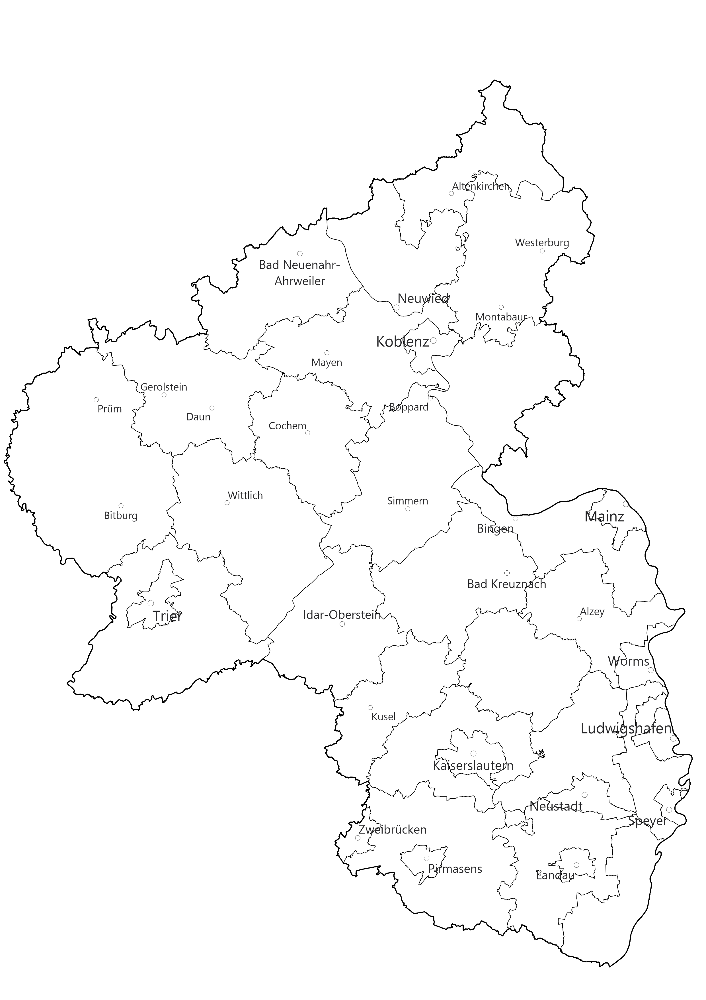 Altenkirchen
Westerburg
Bad Neuenahr-
Ahrweiler
Neuwied
Montabaur
Koblenz
Mayen
Gerolstein
Prüm
Boppard
Daun
Cochem
Wittlich
Simmern
Bitburg
Mainz
Bingen
Bad Kreuznach
Alzey
Idar-Oberstein
Trier
Worms
Kusel
Ludwigshafen
Kaiserslautern
Neustadt
Speyer
Zweibrücken
Pirmasens
Landau